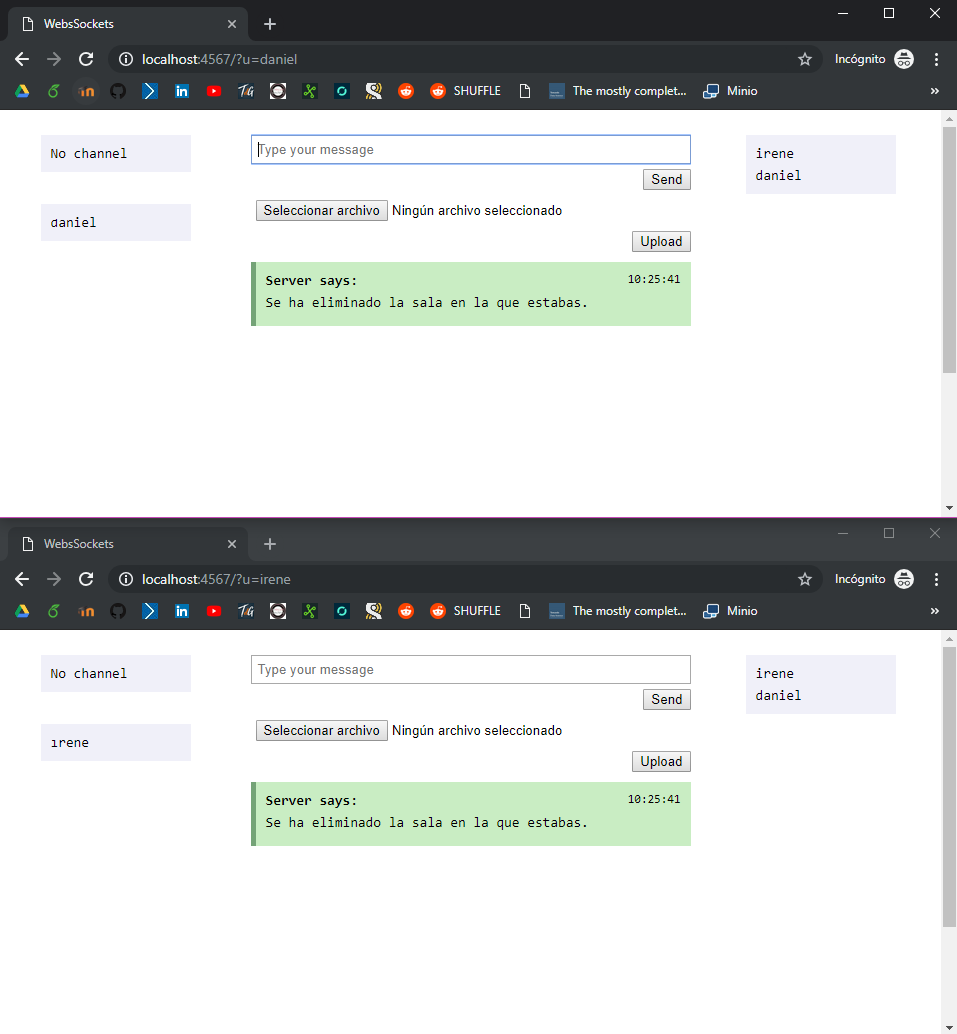 WebsSockets
localhost:4567/?u=daniel
Incógnito
SHUFFLE
The mostly complet...
Minio
»
No channel
daniel
Type your message
Send
Seleccionar archivo Ningún archivo seleccionado
Upload
Server says: 10:25:41
Se ha eliminado la sala en la que estabas.
irene
daniel
WebsSockets
localhost:4567/?u=irene
Incógnito
SHUFFLE
The mostly complet...
Minio
»
No channel
irene
Type your message
Send
Seleccionar archivo Ningún archivo seleccionado
Upload
Server says: 10:25:41
Se ha eliminado la sala en la que estabas.
irene
daniel